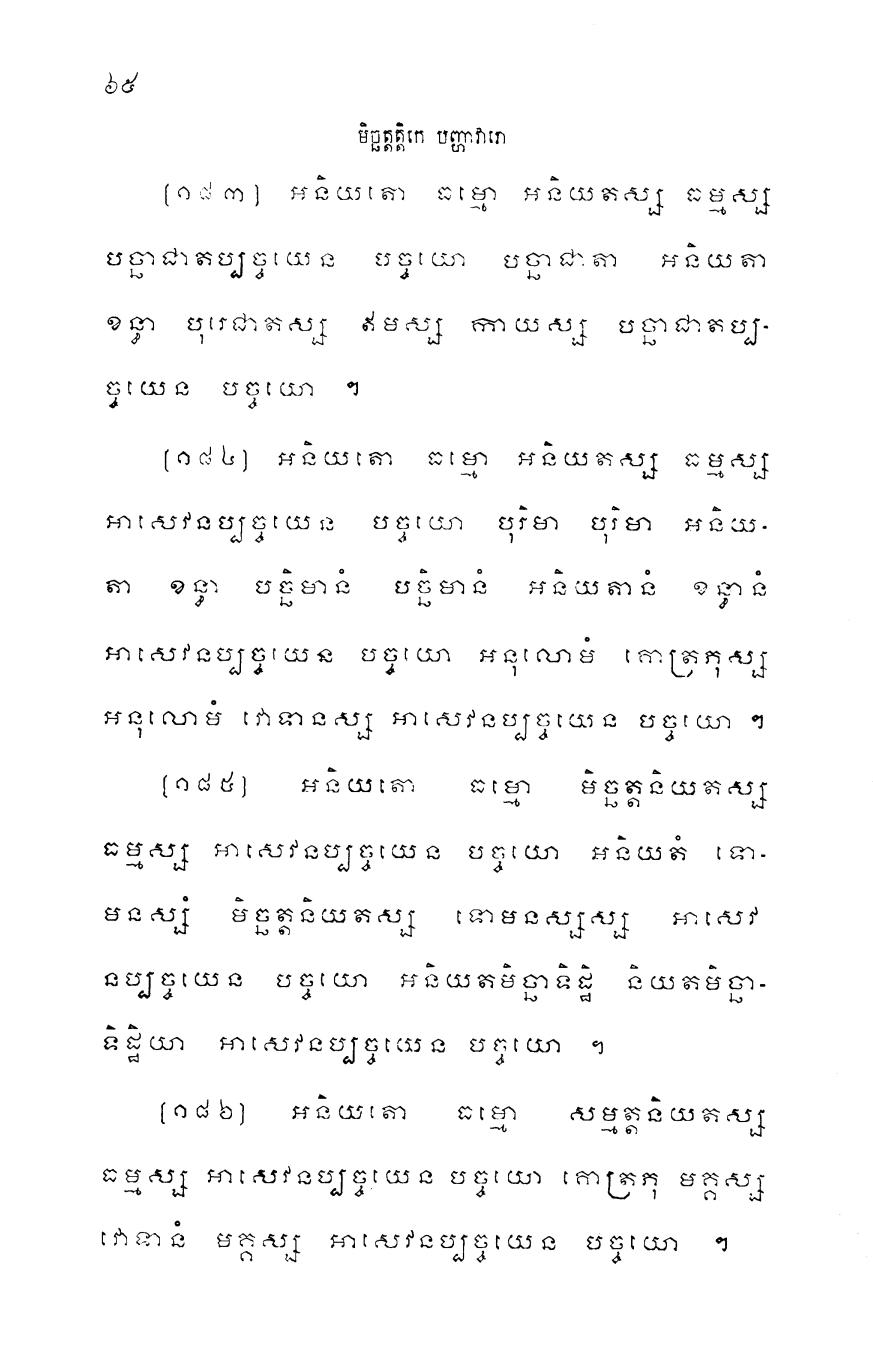 ៦៥
មិច្ឆត្តត្តិកេ បញ្ហាវារោ
[១៨៣] អនិយតោ ធម្មោ អនិយតស្ស ធម្មស្ស
បច្ឆាជាតប្បច្ចយេន បច្ចយោ បច្ឆាជាតា អនិយតា
ខន្ធា បុរេជាតស្ស ឥមស្ស កាយស្ស បច្ឆាជាតប្ប-
ច្ចយេន បច្ចយោ ។
[១៨៤] អនិយតោ ធម្មោ អនិយតស្ស ធម្មស្ស
អាសេវនប្បច្ចយេន បច្ចយោ បុរិមា បុរិមា អនិយ-
តា ខន្ធា បច្ឆិមានំ បច្ឆិមានំ អនិយតានំ ខន្ធានំ
អាសេវនប្បច្ចយេន បច្ចយោ អនុលោមំ គោត្រភុស្ស
អនុលោមំ វោទានស្ស អាសេវនប្បច្ចយេន បច្ចយោ ។
[១៨៥] អនិយតោ ធម្មោ មិច្ឆត្តនិយតស្ស
ធម្មស្ស អាសេវនប្បច្ចយេន បច្ចយោ អនិយតំ ទោ-
មនស្សំ មិច្ឆត្តនិយតស្ស ទោមនស្សស្ស អាសេវ
នប្បច្ចយេន បច្ចយោ អនិយតមិច្ឆាទិដ្ឋិ និយតមិច្ឆា-
ទិដ្ឋិយា អាសេវនប្បច្ចយេន បច្ចយោ ។
[១៨៦] អនិយតោ ធម្មោ សម្មត្តនិយតស្ស
ធម្មស្ស អាសេវនប្បច្ចយេន បច្ចយោ គោត្រភុ មគ្គស្ស
វោទានំ មគ្គស្ស អាសេវនប្បច្ចយេន បច្ចយោ ។